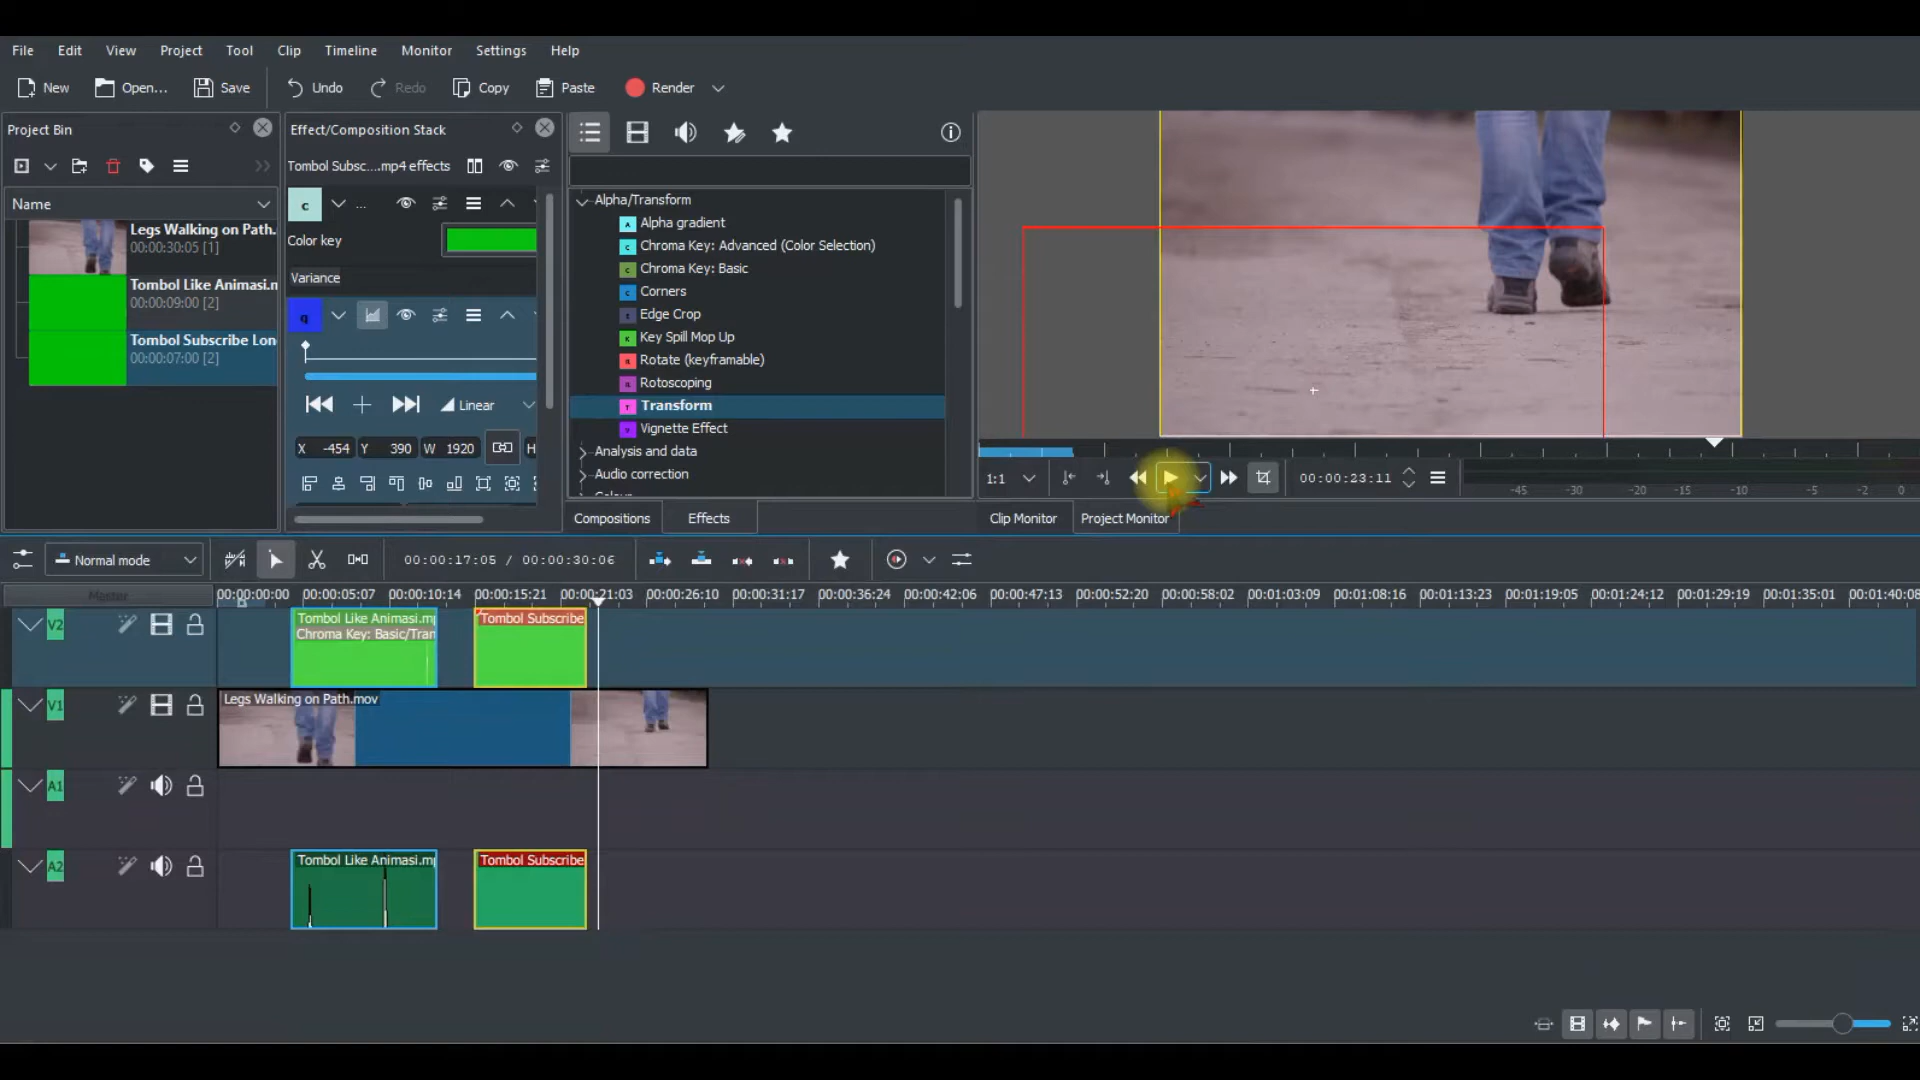 File Edit View Project Tool Clip Timeline Monitor Settings Help
New Open... Save Undo Redo Copy Paste Render
Project Bin
Effect/Composition Stack
Tombol Subsc....mp4 effects
Name
Legs Walking on Path.
00:00:30:05 [1]
Tombol Like Animasi.m
00:00:09:00 [2]
Tombol Subscribe Lon
00:00:07:00 [2]
c ...
Color key
Variance
q
Linear
X -454 Y 390 W 1920 H
Alpha/Transform
Alpha gradient
Chroma Key: Advanced (Color Selection)
Chroma Key: Basic
Corners
Edge Crop
Key Spill Mop Up
Rotate (keyframable)
Rotoscoping
Transform
Vignette Effect
Analysis and data
Audio correction
Compositions Effects
1:1 00:00:23:11
-45 -30 -20 -15 -10 -5 -2 0
Clip Monitor Project Monitor
Normal mode 00:00:17:05 / 00:00:30:06
Master
00:00:00:00 00:00:05:07 00:00:10:14 00:00:15:21 00:00:21:03 00:00:26:10 00:00:31:17 00:00:36:24 00:00:42:06 00:00:47:13 00:00:52:20 00:00:58:02 00:01:03:09 00:01:08:16 00:01:13:23 00:01:19:05 00:01:24:12 00:01:29:19 00:01:35:01 00:01:40:08
V2
Tombol Like Animasi.m
Chroma Key: Basic/Tran
Tombol Subscribe
V1
Legs Walking on Path.mov
A1
A2
Tombol Like Animasi.m
Tombol Subscribe